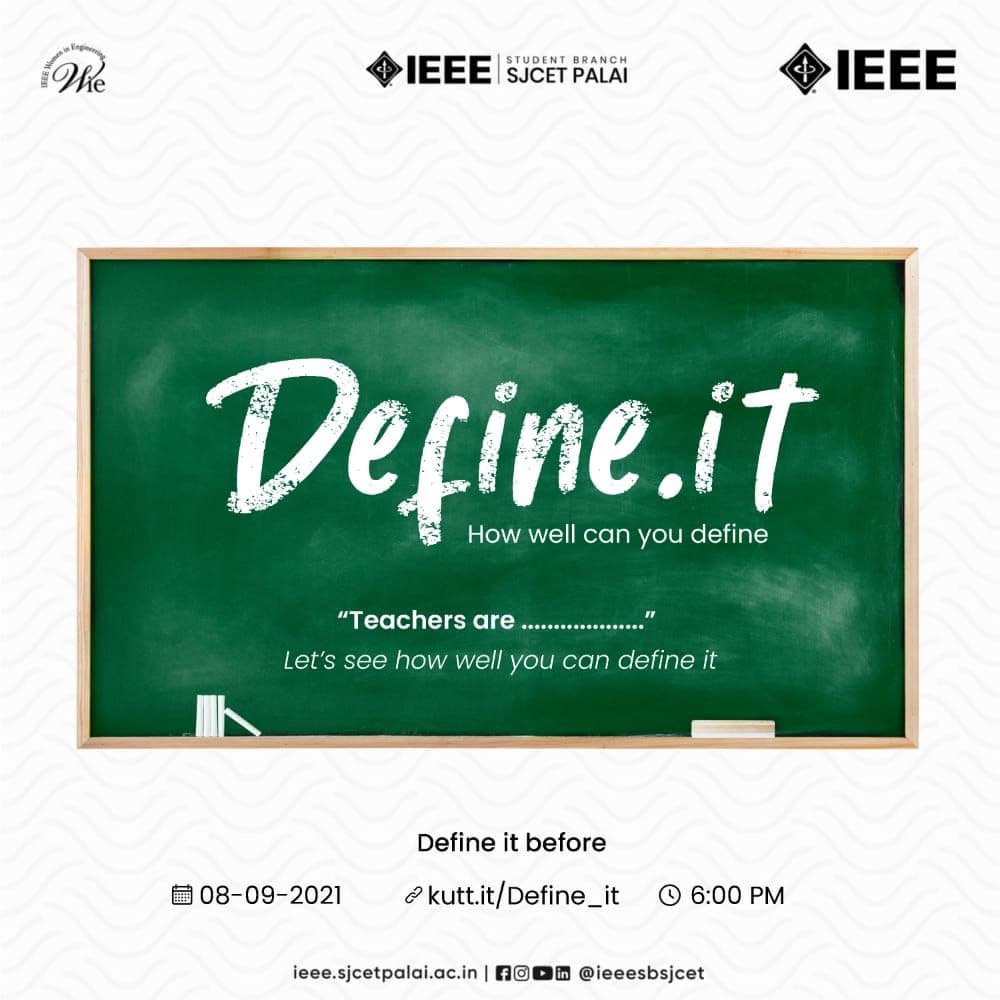 IEEE Women in Engineering
Wie
IEEE
STUDENT BRANCH
SJCET PALAI
IEEE
Define.it
How well can you define
“Teachers are ...................”
Let’s see how well you can define it
Define it before
08-09-2021 kutt.it/Define_it 6:00 PM
ieee.sjcetpalai.ac.in | @ieeesbsjcet